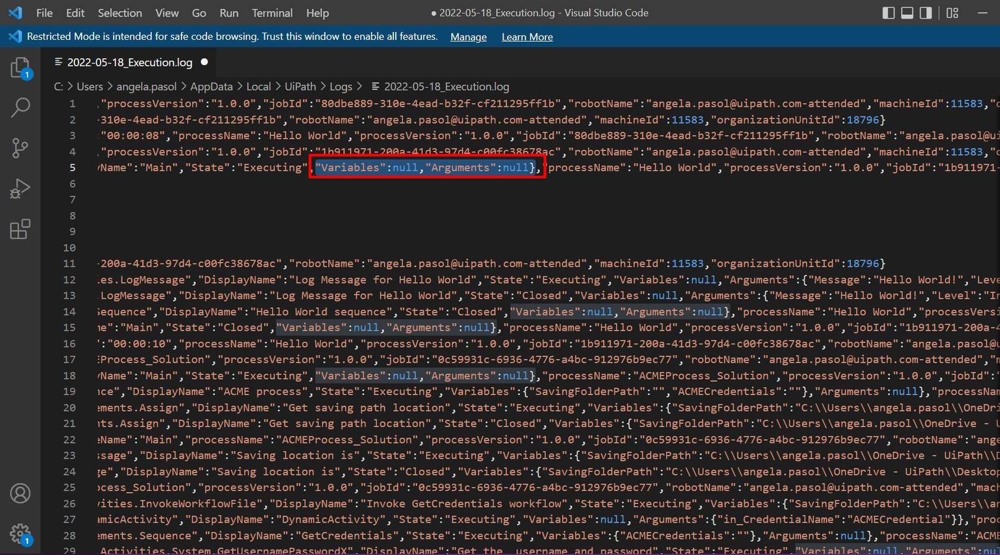 File Edit Selection View Go Run Terminal Help
● 2022-05-18_Execution.log - Visual Studio Code
Restricted Mode is intended for safe code browsing. Trust this window to enable all features. Manage Learn More
2022-05-18_Execution.log ●
C: > Users > angela.pasol > AppData > Local > UiPath > Logs > 2022-05-18_Execution.log
1 ,"processVersion":"1.0.0","jobId":"80dbe889-310e-4ead-b32f-cf211295ff1b","robotName":"angela.pasol@uipath.com-attended","machineId":11583,"o
2 -310e-4ead-b32f-cf211295ff1b","robotName":"angela.pasol@uipath.com-attended","machineId":11583,"organizationUnitId":18796}
3 "00:00:08","processName":"Hello World","processVersion":"1.0.0","jobId":"80dbe889-310e-4ead-b32f-cf211295ff1b","robotName":"angela.pasol@ui
4 ,"processVersion":"1.0.0","jobId":"1b911971-200a-41d3-97d4-c00fc38678ac","robotName":"angela.pasol@uipath.com-attended","machineId":11583,"o
5 yName":"Main","State":"Executing","Variables":null,"Arguments":null},"processName":"Hello World","processVersion":"1.0.0","jobId":"1b911971-
6
7
8
9
10
11 -200a-41d3-97d4-c00fc38678ac","robotName":"angela.pasol@uipath.com-attended","machineId":11583,"organizationUnitId":18796}
12 es.LogMessage","DisplayName":"Log Message for Hello World","State":"Executing","Variables":null,"Arguments":{"Message":"Hello World!","Leve
13 .LogMessage","DisplayName":"Log Message for Hello World","State":"Closed","Variables":null,"Arguments":{"Message":"Hello World!","Level":"In
14 Sequence","DisplayName":"Hello World sequence","State":"Closed","Variables":null,"Arguments":null},"processName":"Hello World","processVersi
15 me":"Main","State":"Closed","Variables":null,"Arguments":null},"processName":"Hello World","processVersion":"1.0.0","jobId":"1b911971-200a-4
16 ":"00:00:10","processName":"Hello World","processVersion":"1.0.0","jobId":"1b911971-200a-41d3-97d4-c00fc38678ac","robotName":"angela.pasol@u
17 EProcess_Solution","processVersion":"1.0.0","jobId":"0c59931c-6936-4776-a4bc-912976b9ec77","robotName":"angela.pasol@uipath.com-attended","m
18 yName":"Main","State":"Executing","Variables":null,"Arguments":null},"processName":"ACMEProcess_Solution","processVersion":"1.0.0","jobId":"
19 nce","DisplayName":"ACME process","State":"Executing","Variables":{"SavingFolderPath":"","ACMECredentials":""},"Arguments":null},"processNam
20 ements.Assign","DisplayName":"Get saving path location","State":"Executing","Variables":{"SavingFolderPath":"C:\\Users\\angela.pasol\\OneDri
21 nts.Assign","DisplayName":"Get saving path location","State":"Closed","Variables":{"SavingFolderPath":"C:\\Users\\angela.pasol\\OneDrive - U
22 eName":"Main","processName":"ACMEProcess_Solution","processVersion":"1.0.0","jobId":"0c59931c-6936-4776-a4bc-912976b9ec77","robotName":"ange
23 ssage","DisplayName":"Saving location is","State":"Executing","Variables":{"SavingFolderPath":"C:\\Users\\angela.pasol\\OneDrive - UiPath\\D
24 ge","DisplayName":"Saving location is","State":"Closed","Variables":{"SavingFolderPath":"C:\\Users\\angela.pasol\\OneDrive - UiPath\\Desktop
25 ocess_Solution","processVersion":"1.0.0","jobId":"0c59931c-6936-4776-a4bc-912976b9ec77","robotName":"angela.pasol@uipath.com-attended","mach
26 vities.InvokeWorkflowFile","DisplayName":"Invoke GetCredentials workflow","State":"Executing","Variables":{"SavingFolderPath":"C:\\Users\\an
27 amicActivity","DisplayName":"DynamicActivity","State":"Executing","Variables":null,"Arguments":{"in_CredentialName":"ACMECredential"}},"proc
28 ements.Sequence","DisplayName":"GetCredentials","State":"Executing","Variables":{"ACMECredentials":""},"Arguments":null},"processName":"ACME
29 .Activities.System.GetUsernamePasswordX","DisplayName":"Get the username and password","State":"Executing","Variables":null,"Arguments":nul
1
1